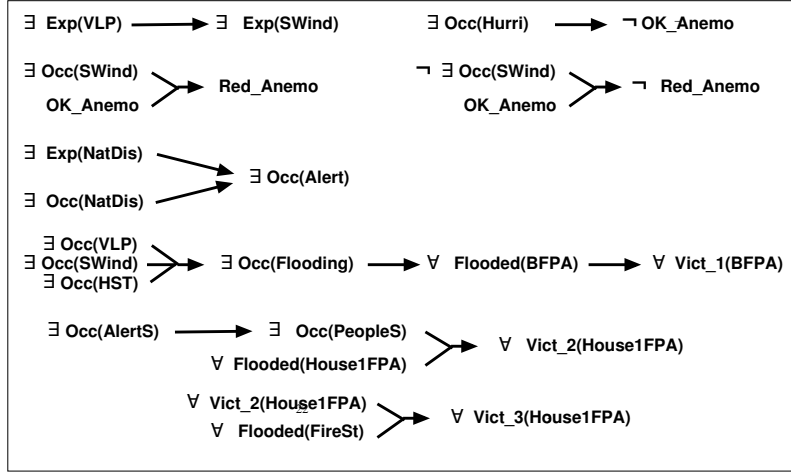 ∃ Exp(VLP) ∃ Exp(SWind) ∃ Occ(Hurri) ¬ OK_Anemo
∃ Occ(SWind) ¬ ∃ Occ(SWind)
Red_Anemo ¬ Red_Anemo
OK_Anemo OK_Anemo
∃ Exp(NatDis)
∃ Occ(Alert)
∃ Occ(NatDis)
∃ Occ(VLP)
∃ Occ(SWind) ∃ Occ(Flooding) ∀ Flooded(BFPA) ∀ Vict_1(BFPA)
∃ Occ(HST)
∃ Occ(AlertS) ∃ Occ(PeopleS)
∀ Vict_2(House1FPA)
∀ Flooded(House1FPA)
∀ Vict_2(House1FPA)
22
∀ Vict_3(House1FPA)
∀ Flooded(FireSt)